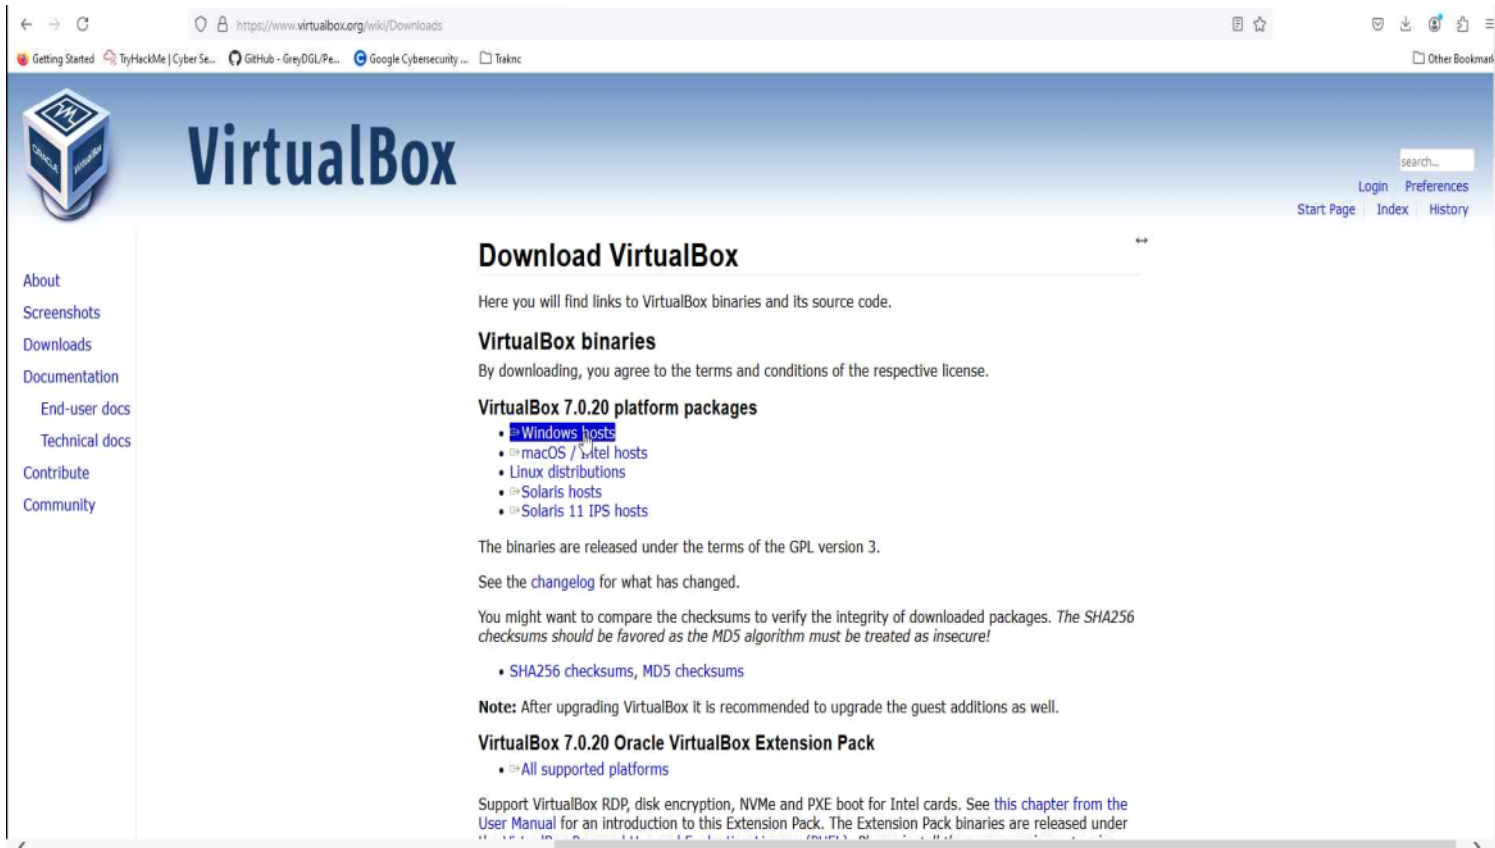 https://www.virtualbox.org/wiki/Downloads
Getting Started TryHackMe | Cyber Se... GitHub - GreyDGL/Pe... Google Cybersecurity ... Traknc Other Bookmark
VirtualBox
ORACLE VirtualBox
search...
Login Preferences
Start Page Index History
About
Screenshots
Downloads
Documentation
End-user docs
Technical docs
Contribute
Community
Download VirtualBox
Here you will find links to VirtualBox binaries and its source code.
VirtualBox binaries
By downloading, you agree to the terms and conditions of the respective license.
VirtualBox 7.0.20 platform packages
• Windows hosts
• macOS / Intel hosts
• Linux distributions
• Solaris hosts
• Solaris 11 IPS hosts
The binaries are released under the terms of the GPL version 3.
See the changelog for what has changed.
You might want to compare the checksums to verify the integrity of downloaded packages. The SHA256
checksums should be favored as the MD5 algorithm must be treated as insecure!
• SHA256 checksums, MD5 checksums
Note: After upgrading VirtualBox it is recommended to upgrade the guest additions as well.
VirtualBox 7.0.20 Oracle VirtualBox Extension Pack
• All supported platforms
Support VirtualBox RDP, disk encryption, NVMe and PXE boot for Intel cards. See this chapter from the
User Manual for an introduction to this Extension Pack. The Extension Pack binaries are released under